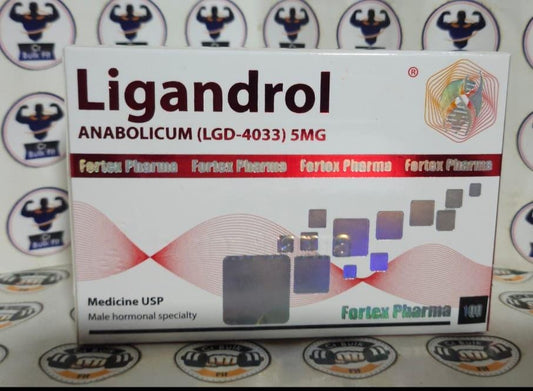 Ligandrol ®
ANABOLICUM (LGD-4033) 5MG
Fortex Pharma Fortex Pharma Fortex Pharma Fortex Pharma
Medicine USP
Male hormonal specialty
Fortex Pharma